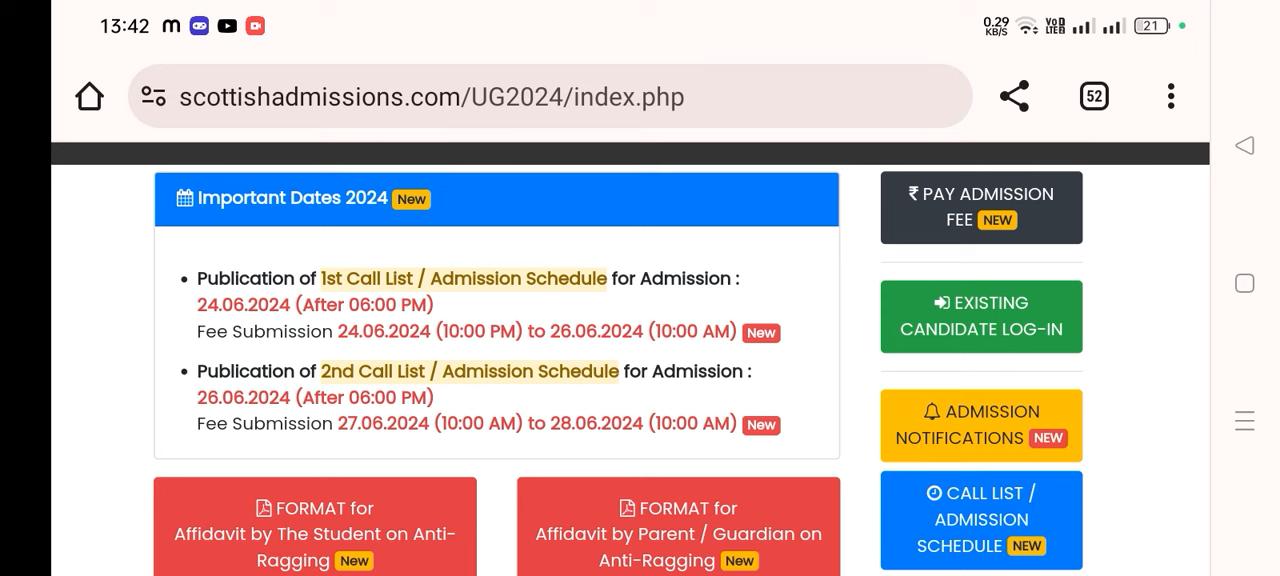 13:42
0.29 KB/S
VoD LTE2
21
scottishadmissions.com/UG2024/index.php
52
Important Dates 2024 New
Publication of 1st Call List / Admission Schedule for Admission :
24.06.2024 (After 06:00 PM)
Fee Submission 24.06.2024 (10:00 PM) to 26.06.2024 (10:00 AM) New
Publication of 2nd Call List / Admission Schedule for Admission :
26.06.2024 (After 06:00 PM)
Fee Submission 27.06.2024 (10:00 AM) to 28.06.2024 (10:00 AM) New
FORMAT for
Affidavit by The Student on Anti-
Ragging New
FORMAT for
Affidavit by Parent / Guardian on
Anti-Ragging New
₹ PAY ADMISSION
FEE NEW
EXISTING
CANDIDATE LOG-IN
ADMISSION
NOTIFICATIONS NEW
CALL LIST /
ADMISSION
SCHEDULE NEW